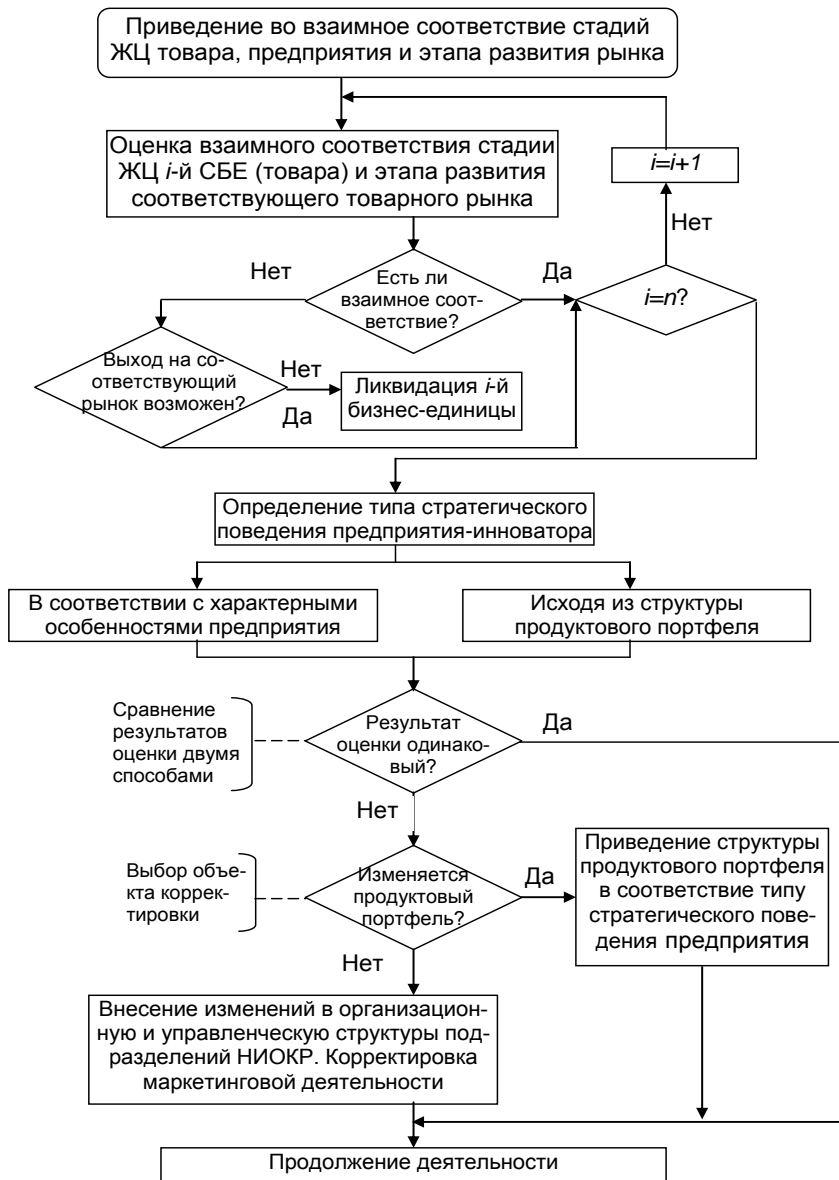 Приведение во взаимное соответствие стадий
ЖЦ товара, предприятия и этапа развития рынка
Оценка взаимного соответствия стадии
ЖЦ i-й СБЕ (товара) и этапа развития
соответствующего товарного рынка
i=i+1
Нет
Нет
Есть ли
взаимное соот-
ветствие?
Да
i=n?
Выход на со-
ответствующий
рынок возможен?
Нет
Да
Ликвидация i-й
бизнес-единицы
Определение типа стратегического
поведения предприятия-инноватора
В соответствии с характерными
особенностями предприятия
Исходя из структуры
продуктового портфеля
Сравнение
результатов
оценки двумя
способами
Результат
оценки одинако-
вый?
Да
Нет
Выбор объе-
кта коррек-
тировки
Изменяется
продуктовый
портфель?
Да
Приведение структуры
продуктового портфеля
в соответствие типу
стратегического пове-
дения предприятия
Нет
Внесение изменений в организацион-
ную и управленческую структуры под-
разделений НИОКР. Корректировка
маркетинговой деятельности
Продолжение деятельности